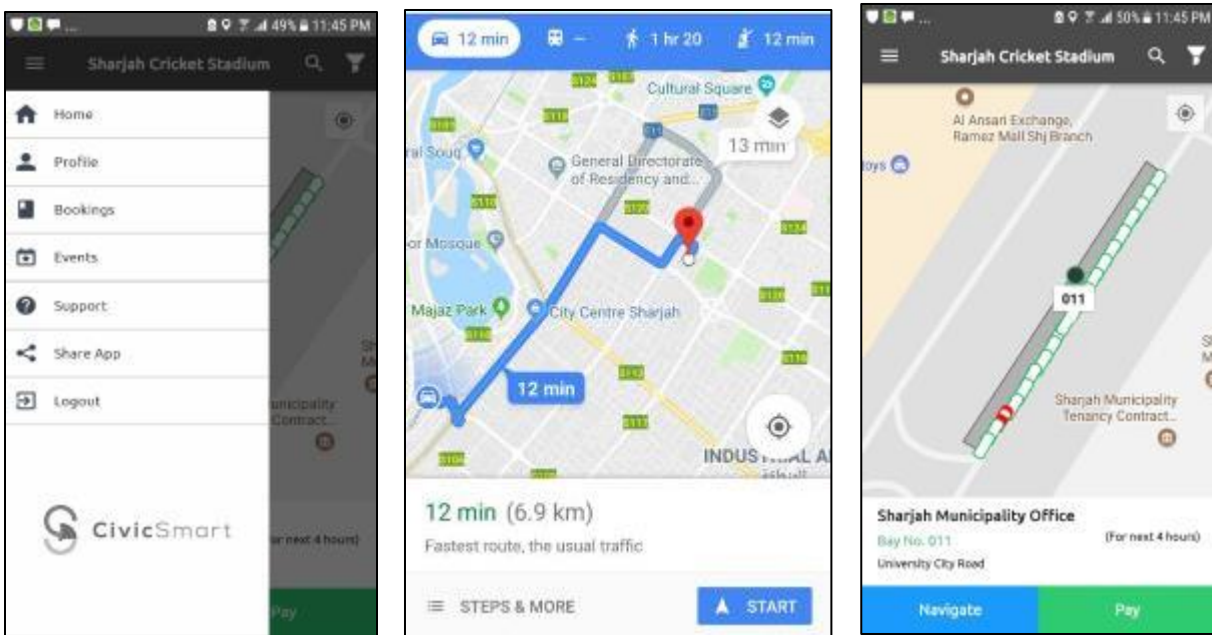 49% 11:45 PM
Sharjah Cricket Stadium
Home
Profile
Bookings
Events
Support
Share App
Logout
CivicSmart
(For next 4 hours)
Pay
12 min
1 hr 20
12 min
Cultural Square
13 min
General Directorate
of Residency and...
Mosque
Majaz Park
City Centre Sharjah
12 min
12 min (6.9 km)
Fastest route, the usual traffic
STEPS & MORE
START
50% 11:45 PM
Sharjah Cricket Stadium
Al Ansari Exchange,
Ramez Mall Shj Branch
toys
011
Sharjah Municipality
Tenancy Contract...
Sharjah Municipality Office
Bay No. 011
(For next 4 hours)
University City Road
Navigate
Pay